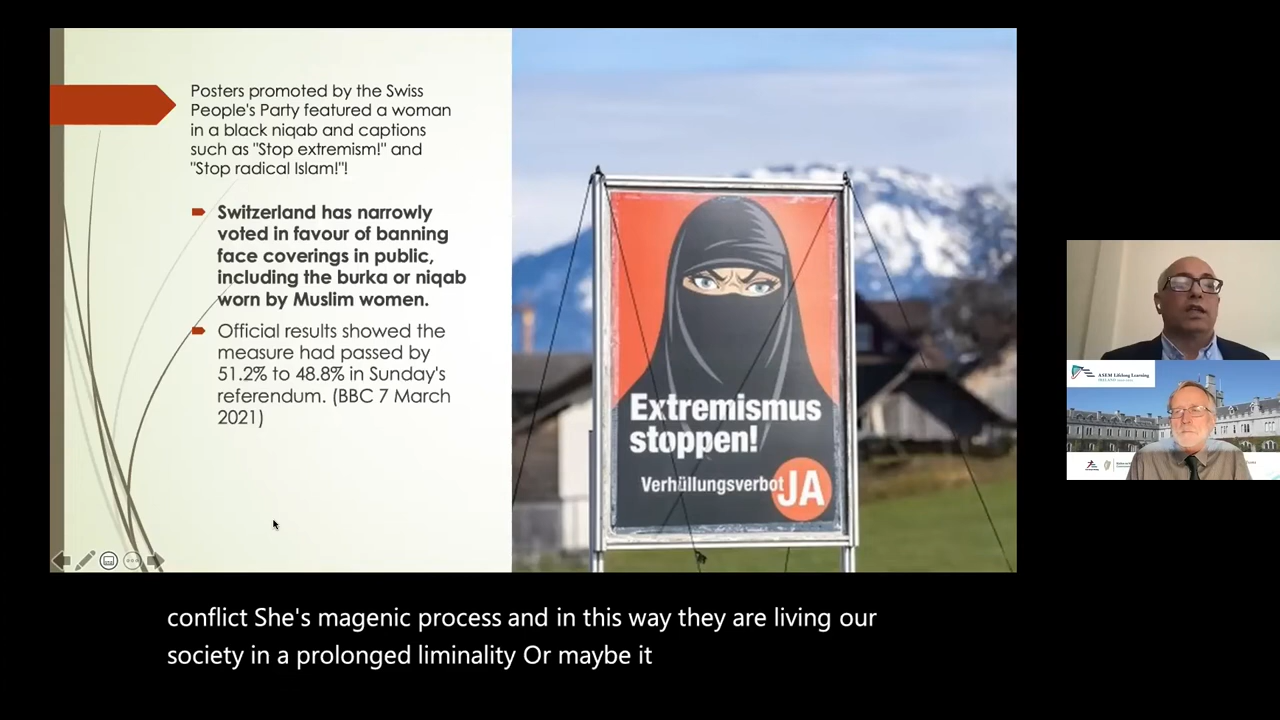 Posters promoted by the Swiss
People's Party featured a woman
in a black niqab and captions
such as "Stop extremism!" and
"Stop radical Islam!"!
Switzerland has narrowly
voted in favour of banning
face coverings in public,
including the burka or niqab
worn by Muslim women.
Official results showed the
measure had passed by
51.2% to 48.8% in Sunday's
referendum. (BBC 7 March
2021)
Extremismus
stoppen!
Verhüllungsverbot JA
ASEM Lifelong Learning
conflict She's magenic process and in this way they are living our
society in a prolonged liminality Or maybe it